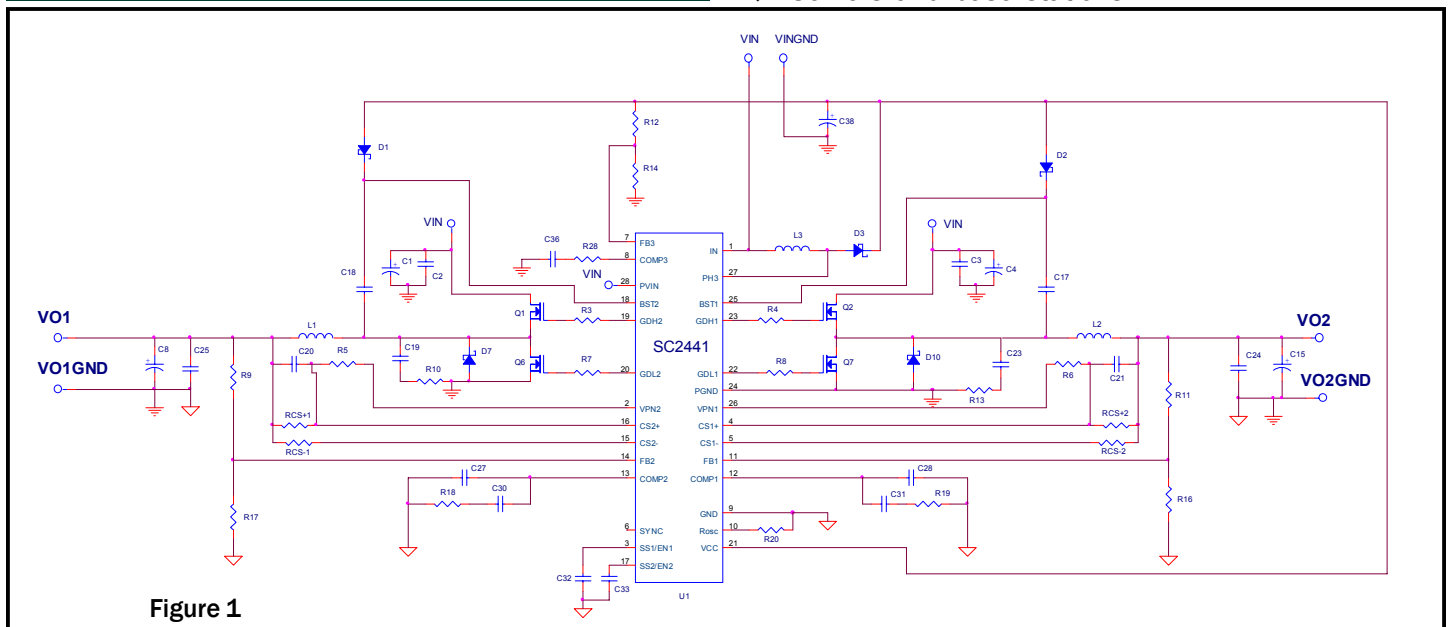 VIN VINGND
R12
C38
D1
R14
D2
VIN
VIN
C36 R28
7 FB3
8 COMP3
IN 1
L3
D3
C1
C2
C3
C4
C18
VIN
28 PVIN
PH3 27
C17
18 BST2
BST1 25
Q1
R3
19 GDH2
GDH1 23
R4
Q2
VO1
L1
SC2441
L2
VO2
C8 C25
C20 R5
C19
D7
Q6
R7
20 GDL2
GDL1 22
R8
Q7
D10
C23
R6
C21
C24
C15
VO1GND
R9
R10
PGND 24
R13
VO2GND
2 VPN2
VPN1 26
R11
RCS+1
16 CS2+
CS1+ 4
RCS+2
RCS-1
15 CS2-
CS1- 5
RCS-2
14 FB2
FB1 11
C27
13 COMP2
COMP1 12
C28
R18 C30
C31 R19
R16
R17
GND 9
6 SYNC
Rosc 10
R20
3 SS1/EN1
VCC 21
17 SS2/EN2
C32
C33
U1
Figure 1